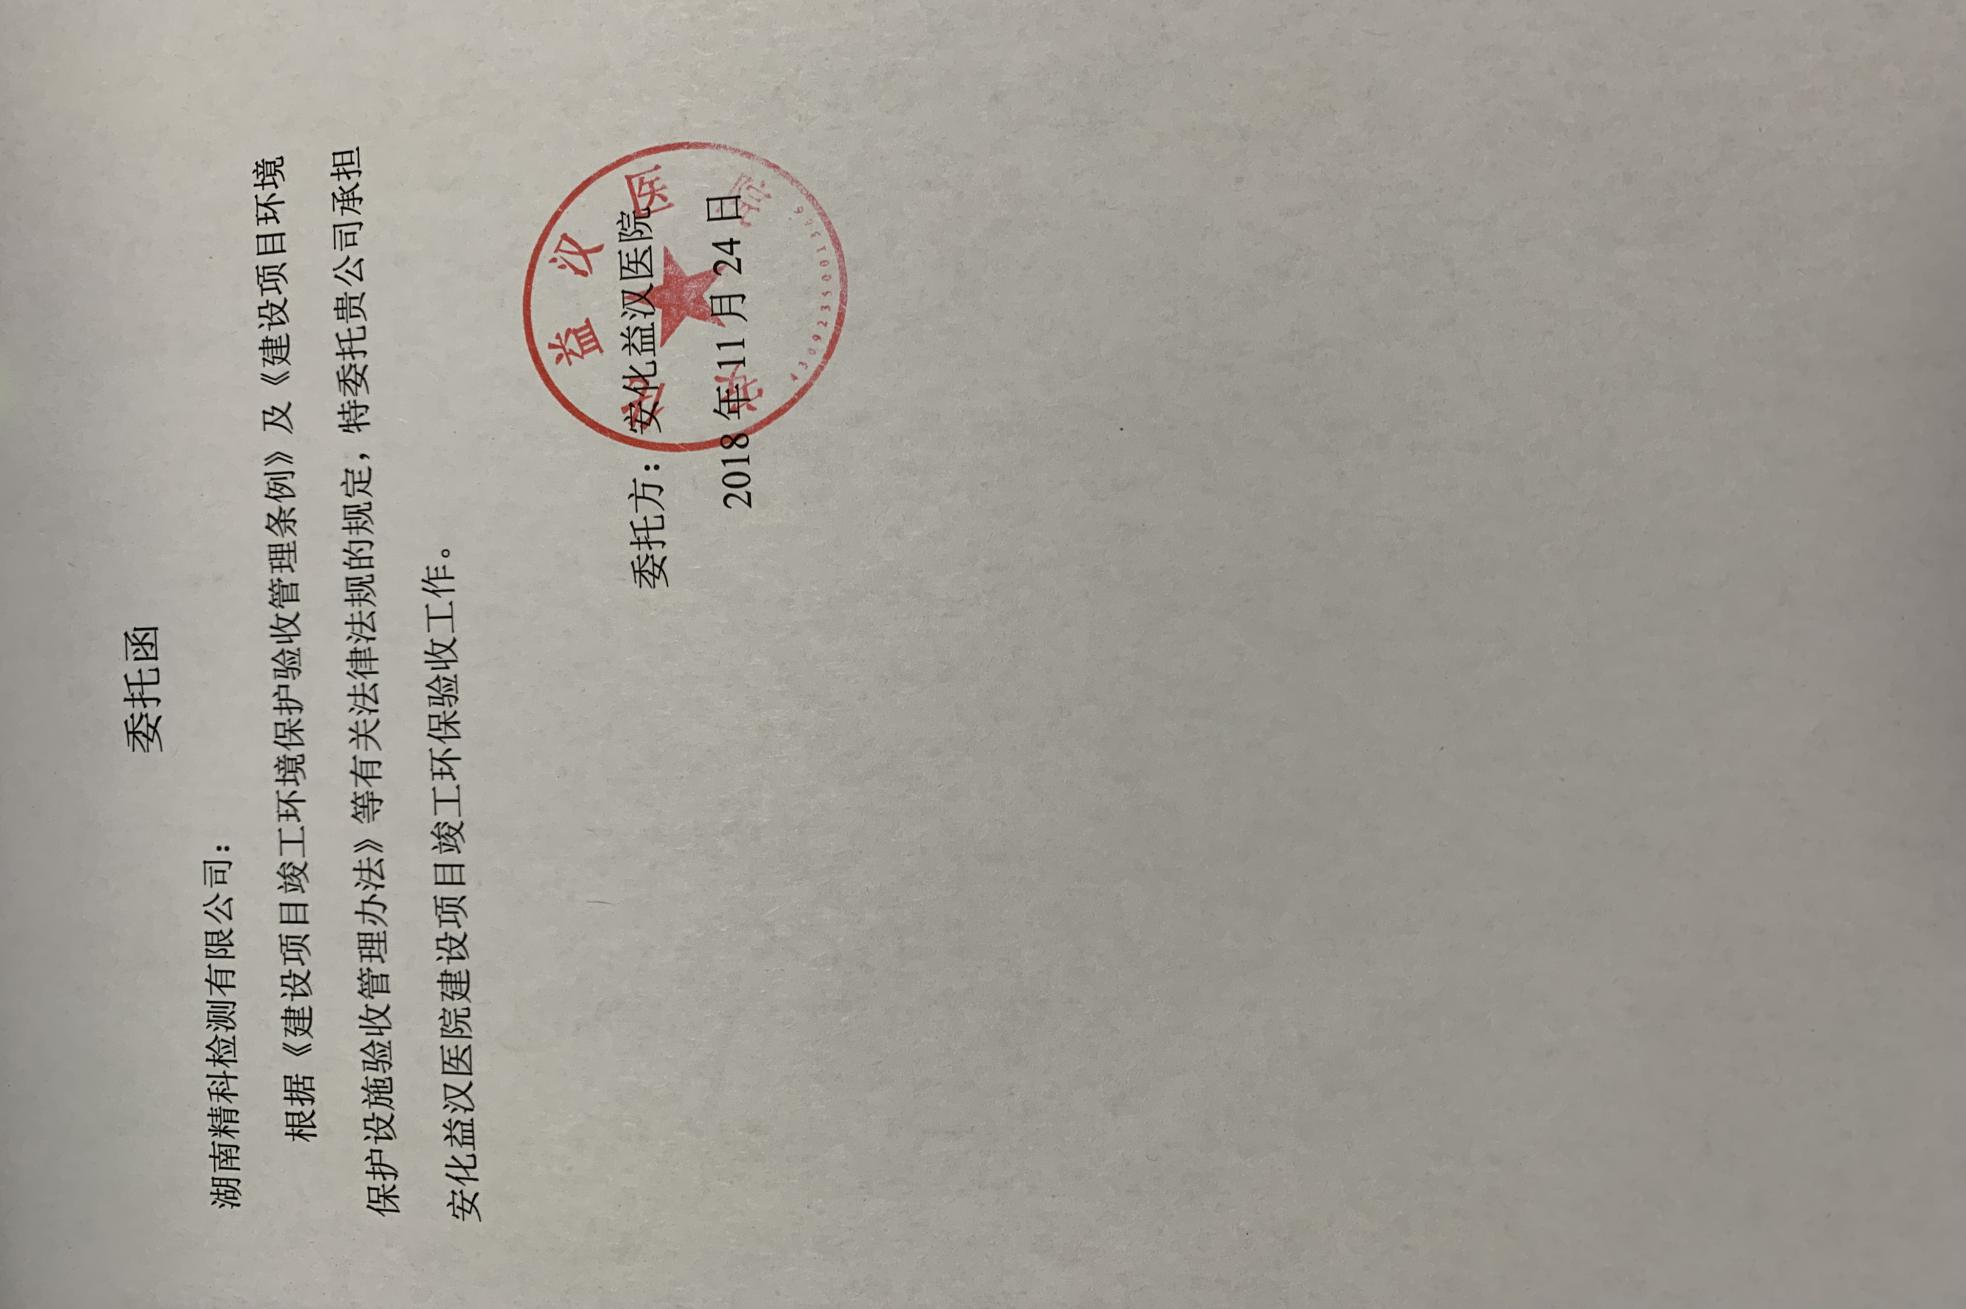 委托函
湖南精科检测有限公司：
根据《建设项目竣工环境保护验收管理条例》及《建设项目环境
保护设施验收管理办法》等有关法律法规的规定，特委托贵公司承担
安化益汉医院建设项目竣工环保验收工作。
委托方：安化益汉医院
2018年11月24日
安化益汉医院